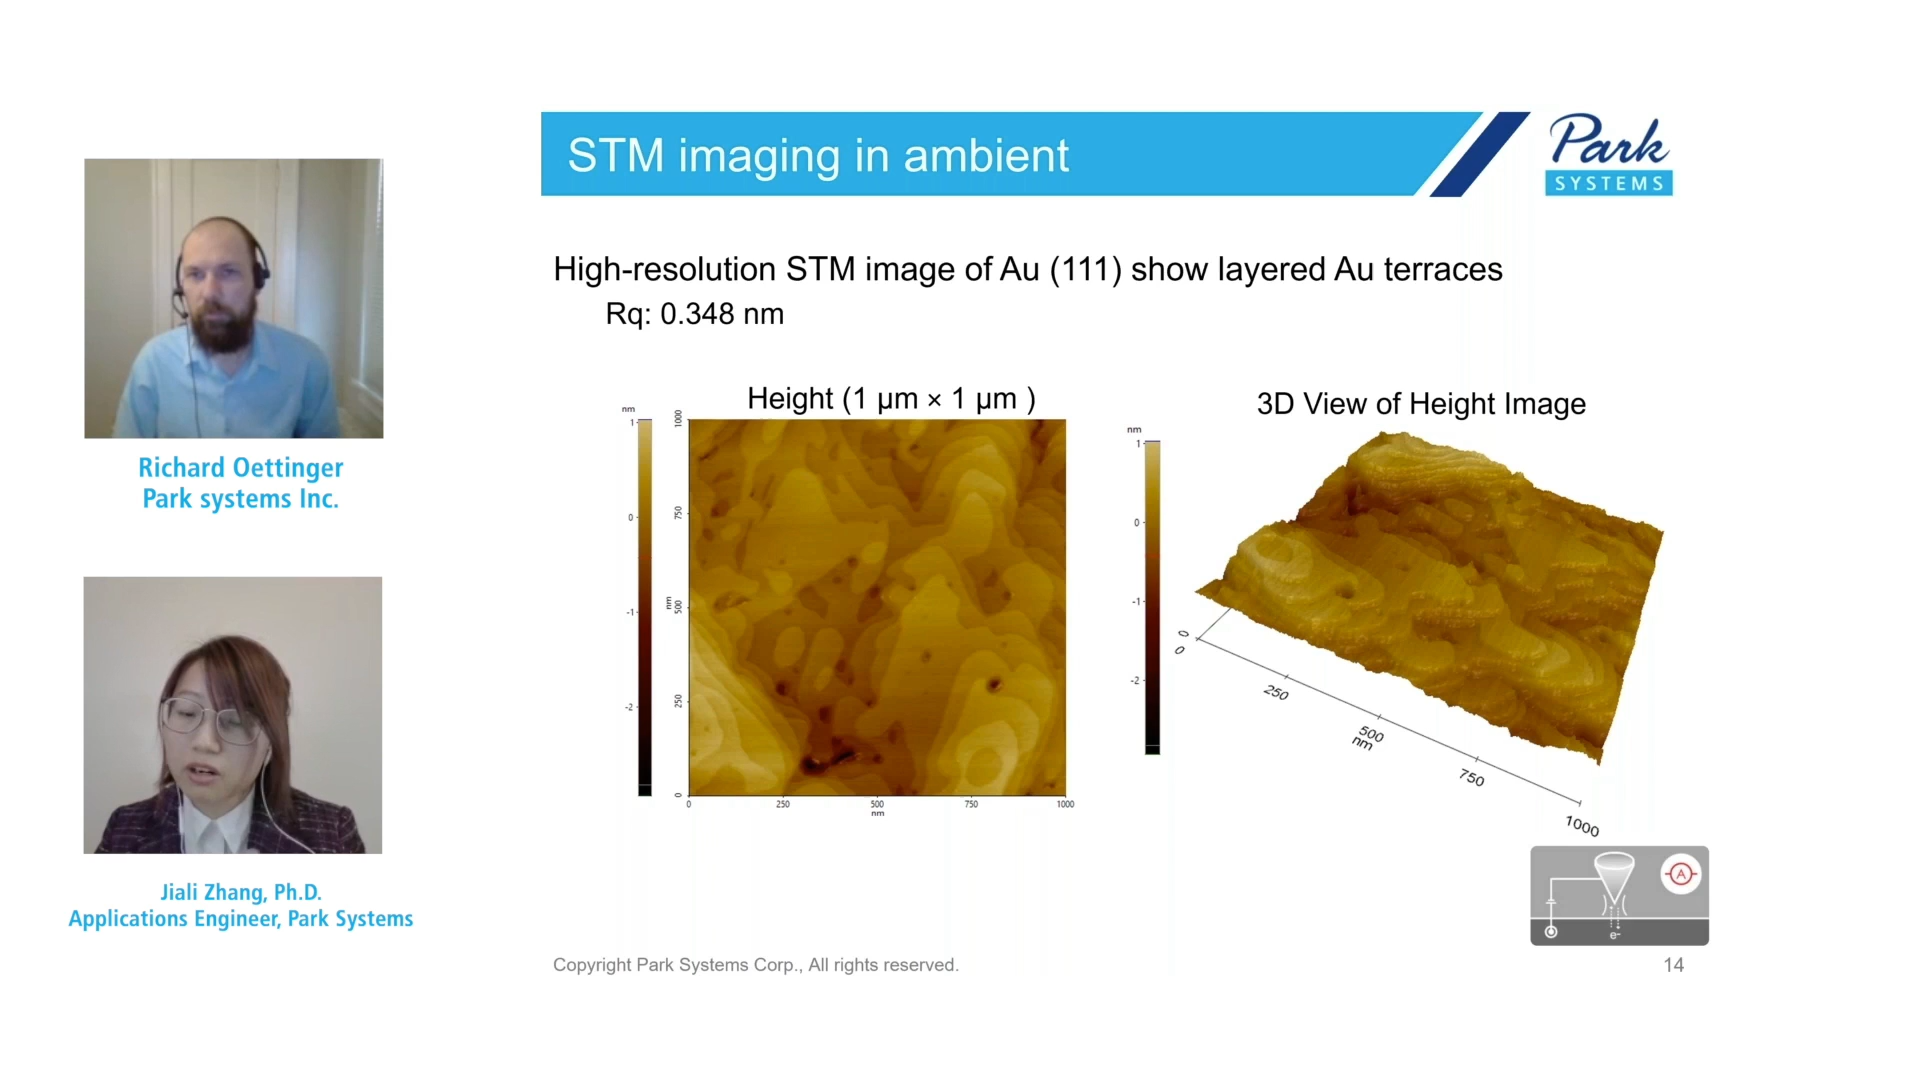 STM imaging in ambient
Park
SYSTEMS
High-resolution STM image of Au (111) show layered Au terraces
Rq: 0.348 nm
Richard Oettinger
Park systems Inc.
Jiali Zhang, Ph.D.
Applications Engineer, Park Systems
Height (1 µm × 1 µm )
nm
1
0
-1
-2
1000
750
500
250
0
nm
0
250
500
750
1000
nm
3D View of Height Image
nm
1
0
-1
-2
0
0
250
500
nm
750
1000
A
e-
Copyright Park Systems Corp., All rights reserved.
14